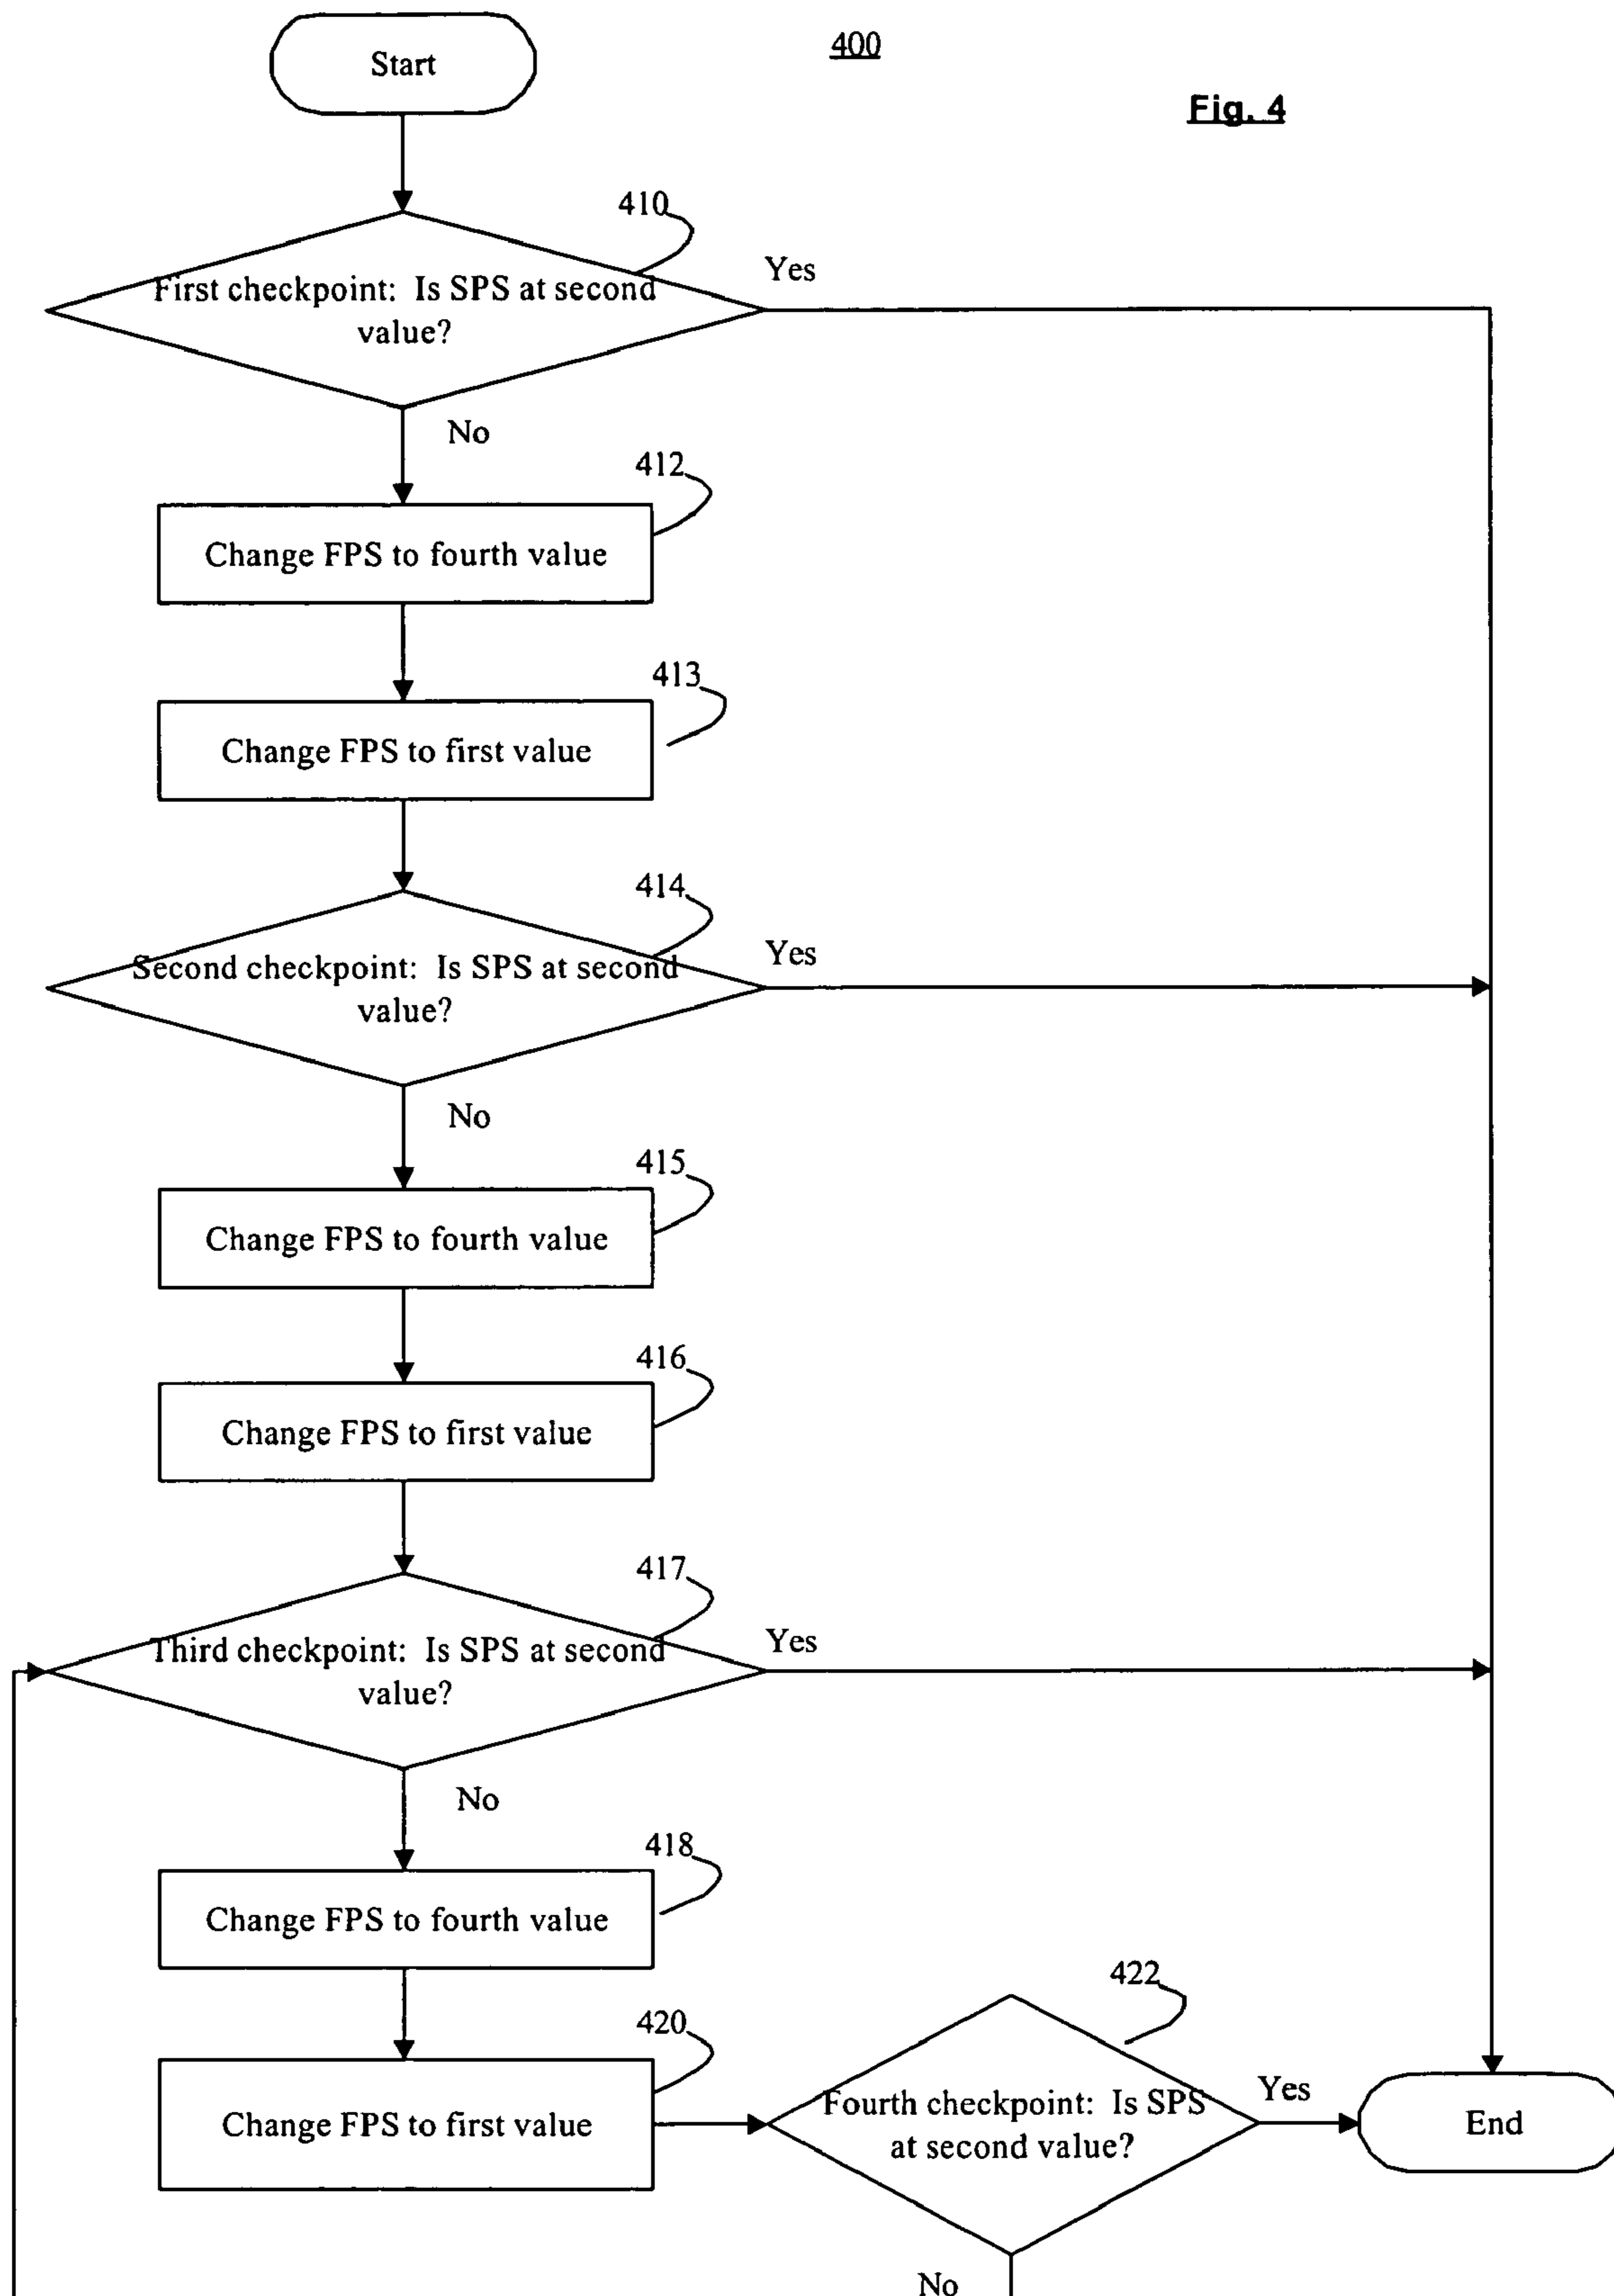 Start
400
Fig. 4
410
First checkpoint: Is SPS at second
value?
Yes
No
412
Change FPS to fourth value
413
Change FPS to first value
414
Second checkpoint: Is SPS at second
value?
Yes
No
415
Change FPS to fourth value
416
Change FPS to first value
417
Third checkpoint: Is SPS at second
value?
Yes
No
418
Change FPS to fourth value
420
Change FPS to first value
422
Fourth checkpoint: Is SPS
at second value?
Yes
End
No